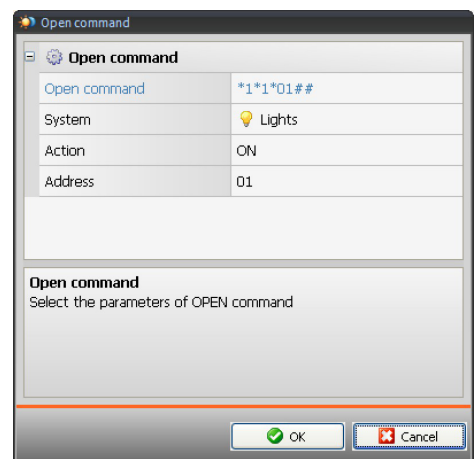 Open command
Open command
Open command *1*1*01##
System Lights
Action ON
Address 01
Open command
Select the parameters of OPEN command
OK Cancel